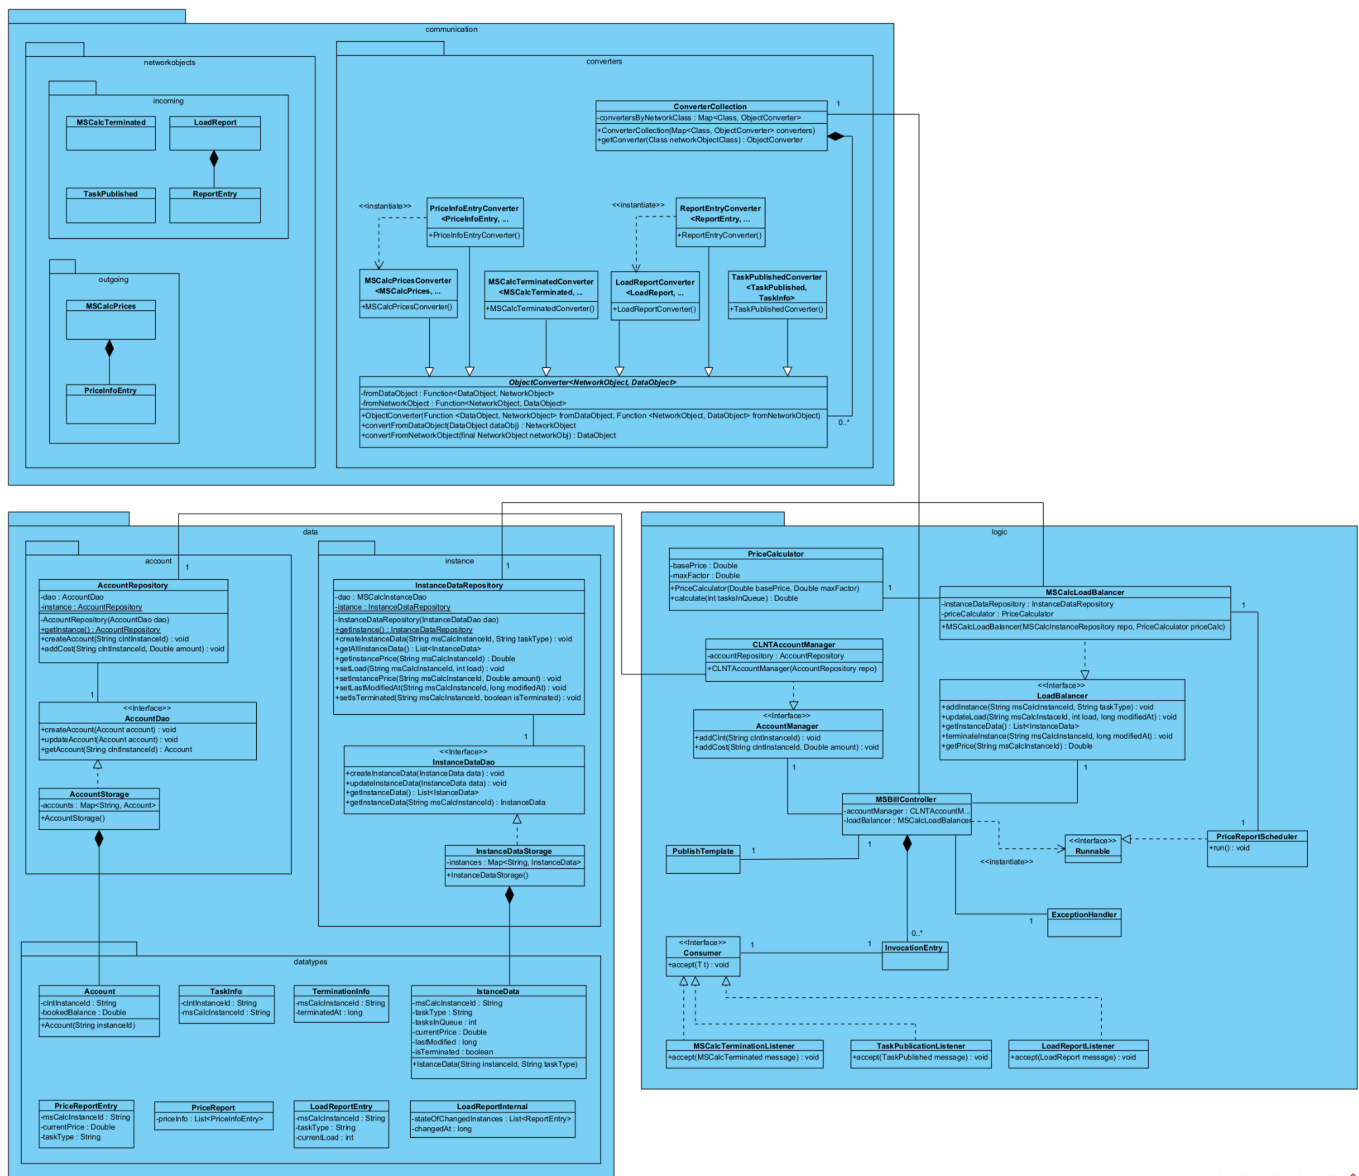 communication
networkobjects
incoming
MSCalcTerminated
LoadReport
TaskPublished
ReportEntry
outgoing
MSCalcPrices
PriceInfoEntry
converters
ConverterCollection
1
-convertersByNetworkClass : Map<Class, ObjectConverter>
+ConverterCollection(Map<Class, ObjectConverter> converters)
+getConverter(Class networkObjectClass) : ObjectConverter
<<instantiate>>
PriceInfoEntryConverter
<PriceInfoEntry, ...
+PriceInfoEntryConverter()
<<instantiate>>
ReportEntryConverter
<ReportEntry, ...
+ReportEntryConverter()
MSCalcPricesConverter
<MSCalcPrices, ...
+MSCalcPricesConverter()
MSCalcTerminatedConverter
<MSCalcTerminated, ...
+MSCalcTerminatedConverter()
LoadReportConverter
<LoadReport, ...
+LoadReportConverter()
TaskPublishedConverter
<TaskPublished,
TaskInfo>
+TaskPublishedConverter()
ObjectConverter<NetworkObject, DataObject>
-fromDataObject : Function<DataObject, NetworkObject>
-fromNetworkObject : Function<NetworkObject, DataObject>
+ObjectConverter(Function <DataObject, NetworkObject> fromDataObject, Function <NetworkObject, DataObject> fromNetworkObject)
+convertFromDataObject(DataObject dataObj) : NetworkObject
+convertFromNetworkObject(final NetworkObject networkObj) : DataObject
0..*
data
account
1
AccountRepository
-dao : AccountDao
-instance : AccountRepository
-AccountRepository(AccountDao dao)
+getInstance() : AccountRepository
+createAccount(String clntInstanceId) : void
+addCost(String clntInstanceId, Double amount) : void
1
<<Interface>>
AccountDao
+createAccount(Account account) : void
+updateAccount(Account account) : void
+getAccount(String clntInstanceId) : Account
AccountStorage
-accounts : Map<String, Account>
+AccountStorage()
instance
1
InstanceDataRepository
-dao : MSCalcInstanceDao
-istance : InstanceDataRepository
-InstanceDataRepository(InstanceDataDao dao)
+getInstance() : InstanceDataRepository
+createInstanceData(String msCalcInstanceId, String taskType) : void
+getAllInstanceData() : List<InstanceData>
+getInstancePrice(String msCalcInstanceId) : Double
+setLoad(String msCalcInstanceId, int load) : void
+setInstancePrice(String msCalcInstanceId, Double amount) : void
+setLastModifiedAt(String msCalcInstanceId, long modifiedAt) : void
+setIsTerminated(String msCalcInstanceId, boolean isTerminated) : void
1
<<Interface>>
InstanceDataDao
+createInstanceData(InstanceData data) : void
+updateInstanceData(InstanceData data) : void
+getInstanceData() : List<IstanceData>
+getInstanceData(String msCalcInstanceId) : InstanceData
InstanceDataStorage
-instances : Map<String, InstanceData>
+InstanceDataStorage()
datatypes
Account
-clntInstanceId : String
-bookedBalance : Double
+Account(String instanceId)
TaskInfo
-clntInstanceId : String
-msCalcInstanceId : String
TerminationInfo
-msCalcInstanceId : String
-terminatedAt : long
IstanceData
-msCalcInstanceId : String
-taskType : String
-tasksInQueue : int
-currentPrice : Double
-lastModified : long
-isTerminated : boolean
+IstanceData(String instanceId, String taskType)
PriceReportEntry
-msCalcInstanceId : String
-currentPrice : Double
-taskType : String
PriceReport
-priceInfo : List<PriceInfoEntry>
LoadReportEntry
-msCalcInstanceId : String
-taskType : String
-currentLoad : int
LoadReportInternal
-stateOfChangedInstances : List<ReportEntry>
-changedAt : long
logic
PriceCalculator
-basePrice : Double
-maxFactor : Double
+PriceCalculator(Double basePrice, Double maxFactor)
+calculate(int tasksInQueue) : Double
1
MSCalcLoadBalancer
-instanceDataRepository : InstanceDataRepository
-priceCalculator : PriceCalculator
+MSCalcLoadBalancer(MSCalcInstanceRepository repo, PriceCalculator priceCalc)
1
CLNTAccountManager
-accountRepository : AccountRepository
+CLNTAccountManager(AccountRepository repo)
<<Interface>>
AccountManager
+addClnt(String clntInstanceId) : void
+addCost(String clntInstanceId, Double amount) : void
1
<<Interface>>
LoadBalancer
+addInstance(String msCalcInstanceId, String taskType) : void
+updateLoad(String msCalcInstaceId, int load, long modifiedAt) : void
+getInstanceData() : List<InstanceData>
+terminateInstance(String msCalcInstanceId, long modifiedAt) : void
+getPrice(String msCalcInstanceId) : Double
1
MSBillController
-accountManager : CLNTAccountM...
-loadBalancer : MSCalcLoadBalancer
PublishTemplate
1
1
<<instantiate>>
<<Interface>>
Runnable
1
PriceReportScheduler
+run() : void
ExceptionHandler
1
0..*
InvocationEntry
1
1
<<Interface>>
Consumer
+accept(T t) : void
MSCalcTerminationListener
+accept(MSCalcTerminated message) : void
TaskPublicationListener
+accept(TaskPublished message) : void
LoadReportListener
+accept(LoadReport message) : void